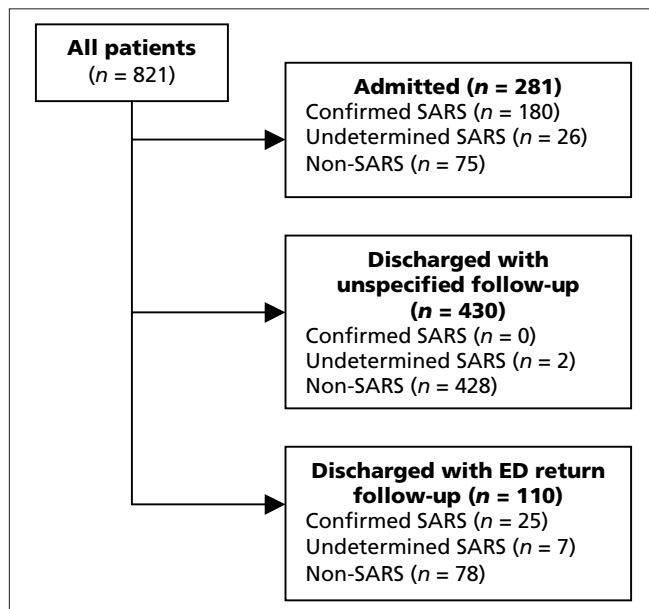 All patients
(n = 821)
Admitted (n = 281)
Confirmed SARS (n = 180)
Undetermined SARS (n = 26)
Non-SARS (n = 75)
Discharged with
unspecified follow-up
(n = 430)
Confirmed SARS (n = 0)
Undetermined SARS (n = 2)
Non-SARS (n = 428)
Discharged with ED return
follow-up (n = 110)
Confirmed SARS (n = 25)
Undetermined SARS (n = 7)
Non-SARS (n = 78)